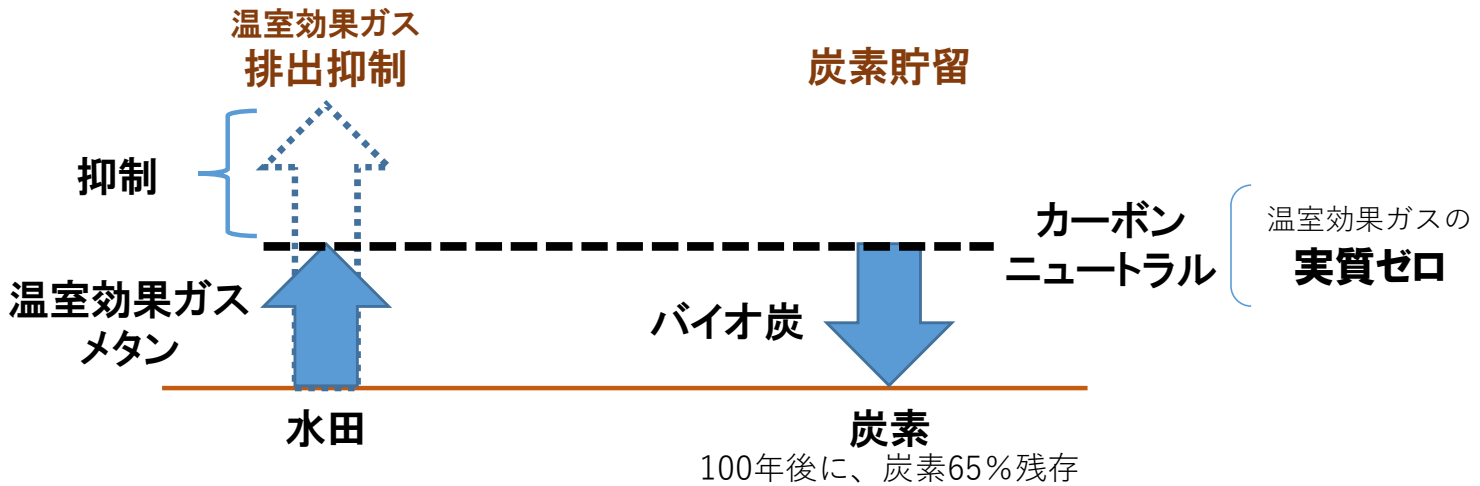 温室効果ガス
排出抑制
炭素貯留
抑制
カーボン
ニュートラル
温室効果ガスの
実質ゼロ
温室効果ガス
メタン
バイオ炭
水田
炭素
100年後に、炭素65%残存